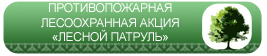 ПРОТИВОПОЖАРНАЯ
ЛЕСООХРАННАЯ АКЦИЯ
«ЛЕСНОЙ ПАТРУЛЬ»